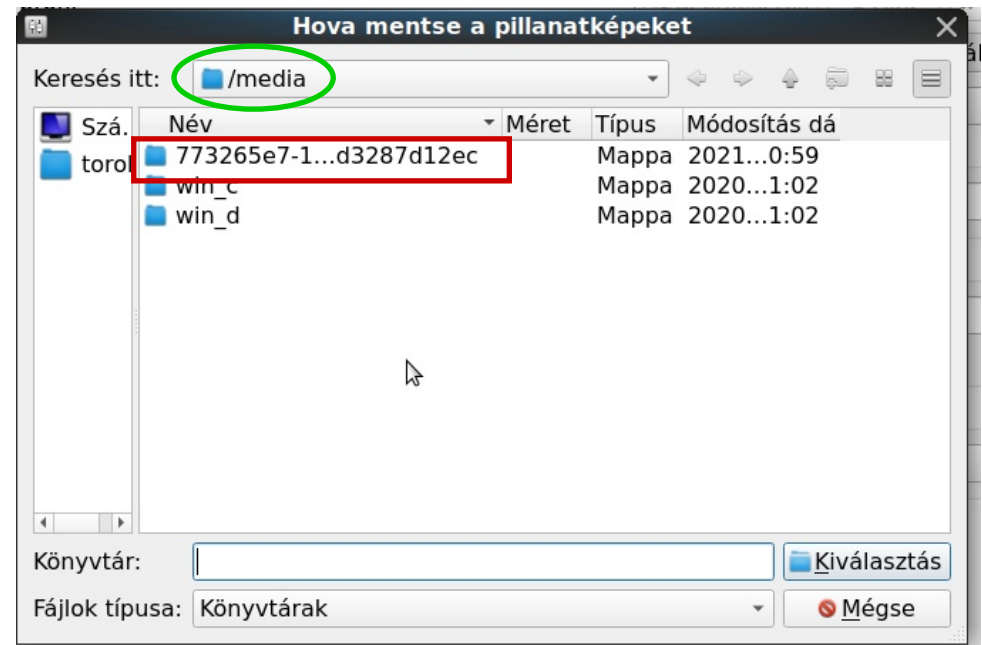 Hova mentse a pillanatképeket
Keresés itt: /media
Szá.
torol
Név Méret Típus Módosítás dá
773265e7-1...d3287d12ec Mappa 2021...0:59
win_c Mappa 2020...1:02
win_d Mappa 2020...1:02
Könyvtár: Kiválasztás
Fájlok típusa: Könyvtárak Mégse